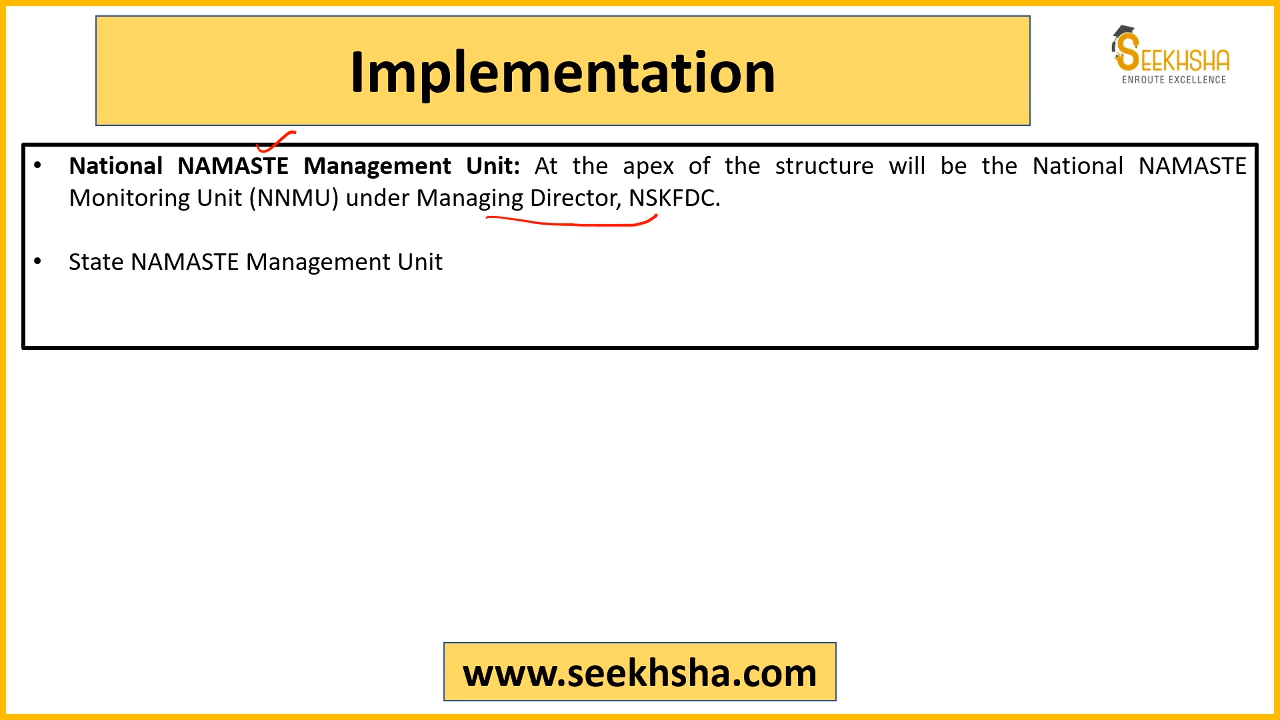 Implementation
SEEKHSHA
ENROUTE EXCELLENCE
• National NAMASTE Management Unit: At the apex of the structure will be the National NAMASTE
Monitoring Unit (NNMU) under Managing Director, NSKFDC.
• State NAMASTE Management Unit
www.seekhsha.com